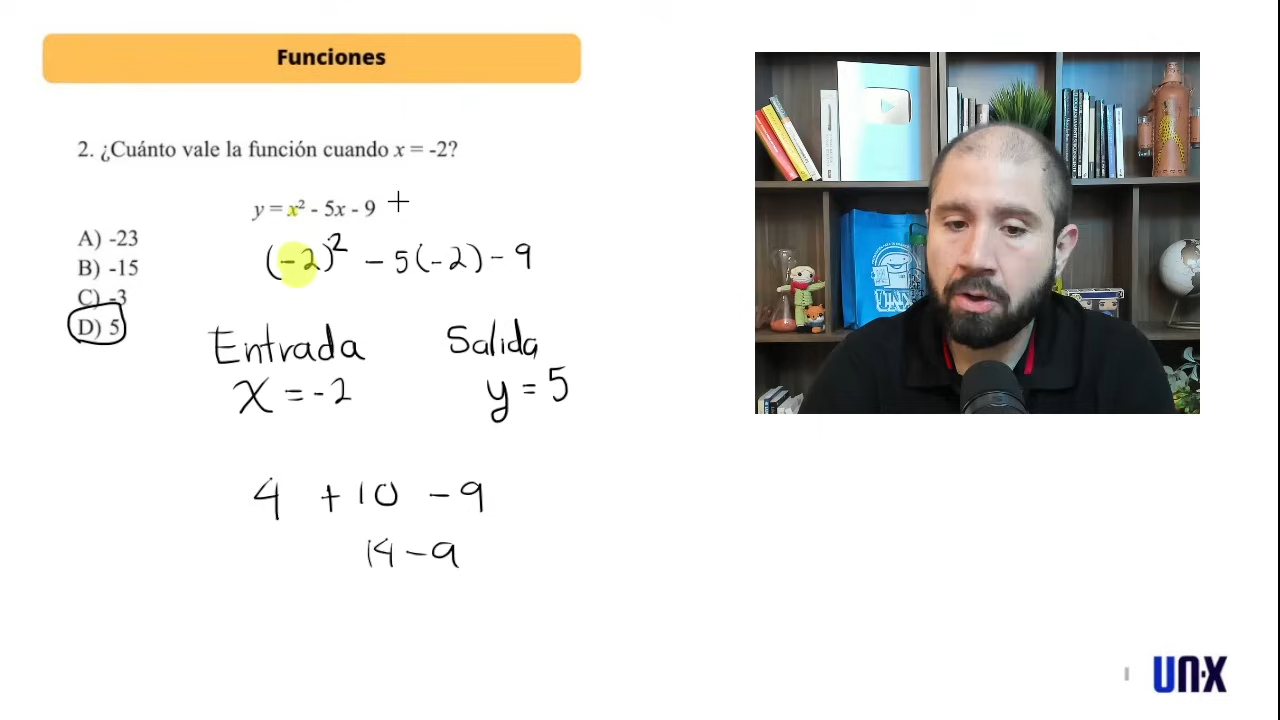 Funciones
2. ¿Cuánto vale la función cuando x = -2?
y = x² - 5x - 9 +
(-2)² - 5(-2) - 9
A) -23
B) -15
C) -3
D) 5
Entrada
x = -2
Salida
y = 5
4 + 10 - 9
14 - 9
UNX